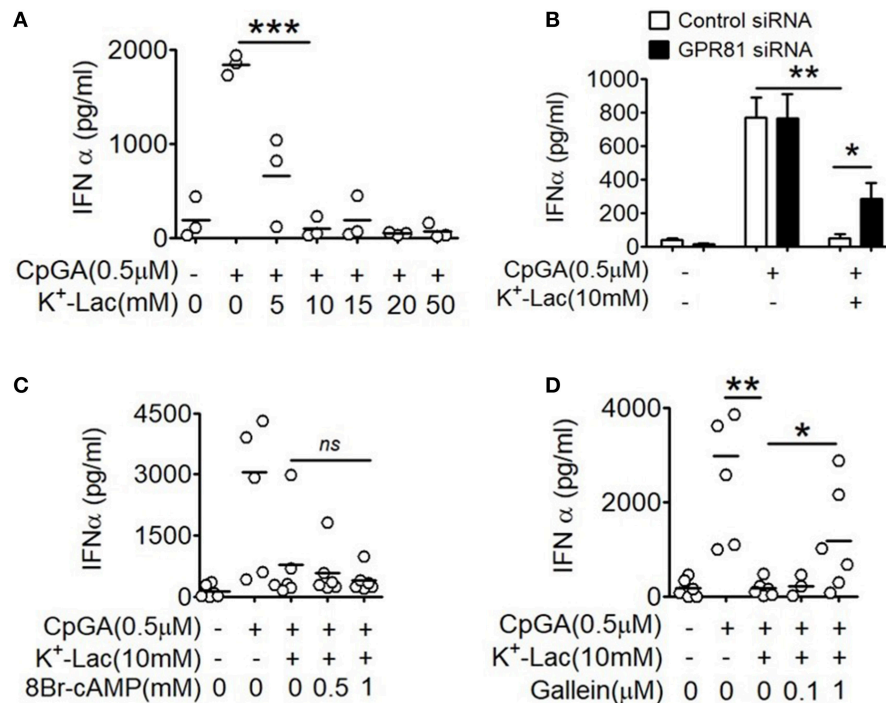 A
***
2000
1000
0
IFN α (pg/ml)
CpGA(0.5μM) - + + + + + +
K+-Lac(mM) 0 0 5 10 15 20 50
B
Control siRNA
GPR81 siRNA
**
*
1000
800
600
400
200
0
IFNα (pg/ml)
CpGA(0.5μM) - + +
K+-Lac(10mM) - - +
C
4500
3000
1500
0
IFNα (pg/ml)
ns
CpGA(0.5μM) - + + + +
K+-Lac(10mM) - - + + +
8Br-cAMP(mM) 0 0 0 0.5 1
D
**
*
4000
2000
0
IFN α (pg/ml)
CpGA(0.5μM) - + + + +
K+-Lac(10mM) - - + + +
Gallein(μM) 0 0 0 0.1 1